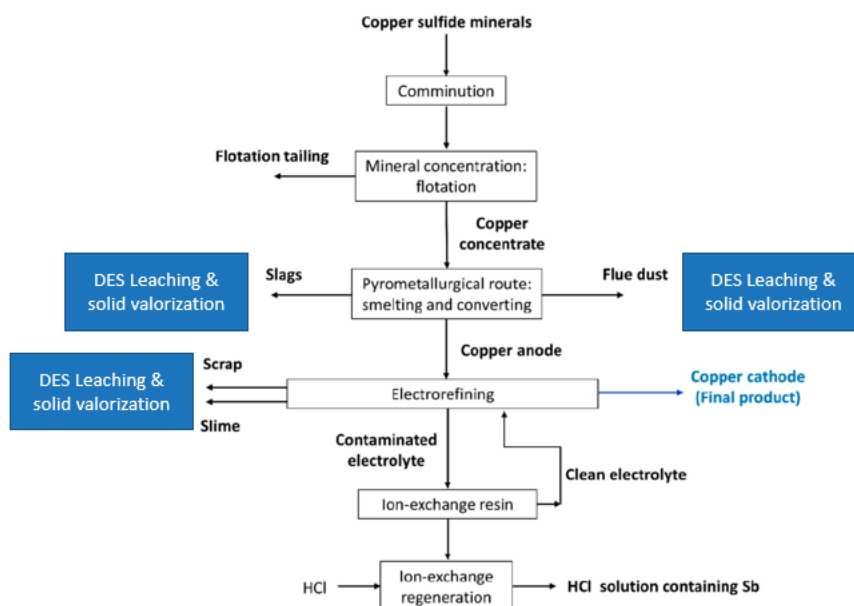 Copper sulfide minerals
Comminution
Flotation tailing
Mineral concentration:
flotation
Copper
concentrate
DES Leaching &
solid valorization
Slags
Pyrometallurgical route:
smelting and converting
Flue dust
DES Leaching &
solid valorization
Copper anode
DES Leaching &
solid valorization
Scrap
Slime
Electrorefining
Copper cathode
(Final product)
Contaminated
electrolyte
Clean electrolyte
Ion-exchange resin
HCl
Ion-exchange
regeneration
HCl solution containing Sb